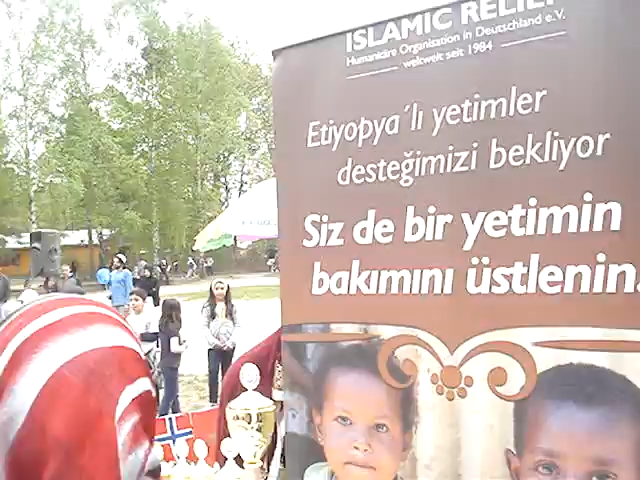 ISLAMIC RELIEF
Humanitäre Organisation in Deutschland e.V.
weltweit seit 1984
Etiyopya´lı yetimler
desteğimizi bekliyor
Siz de bir yetimin
bakımını üstlenin.